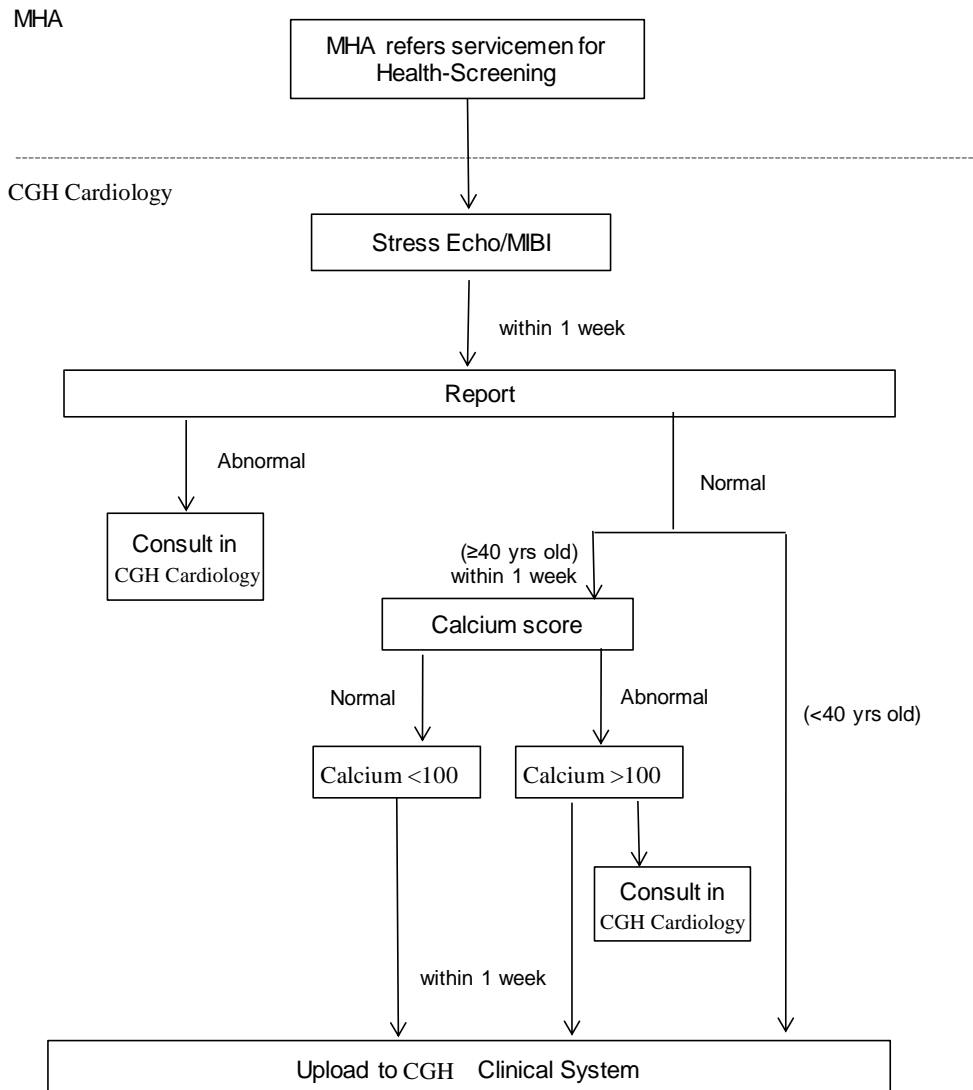 MHA
MHA refers servicemen for
Health-Screening
CGH Cardiology
Stress Echo/MIBI
within 1 week
Report
Abnormal
Normal
Consult in
CGH Cardiology
(≥40 yrs old)
within 1 week
Calcium score
Normal
Abnormal
(<40 yrs old)
Calcium <100
Calcium >100
Consult in
CGH Cardiology
within 1 week
Upload to CGH Clinical System